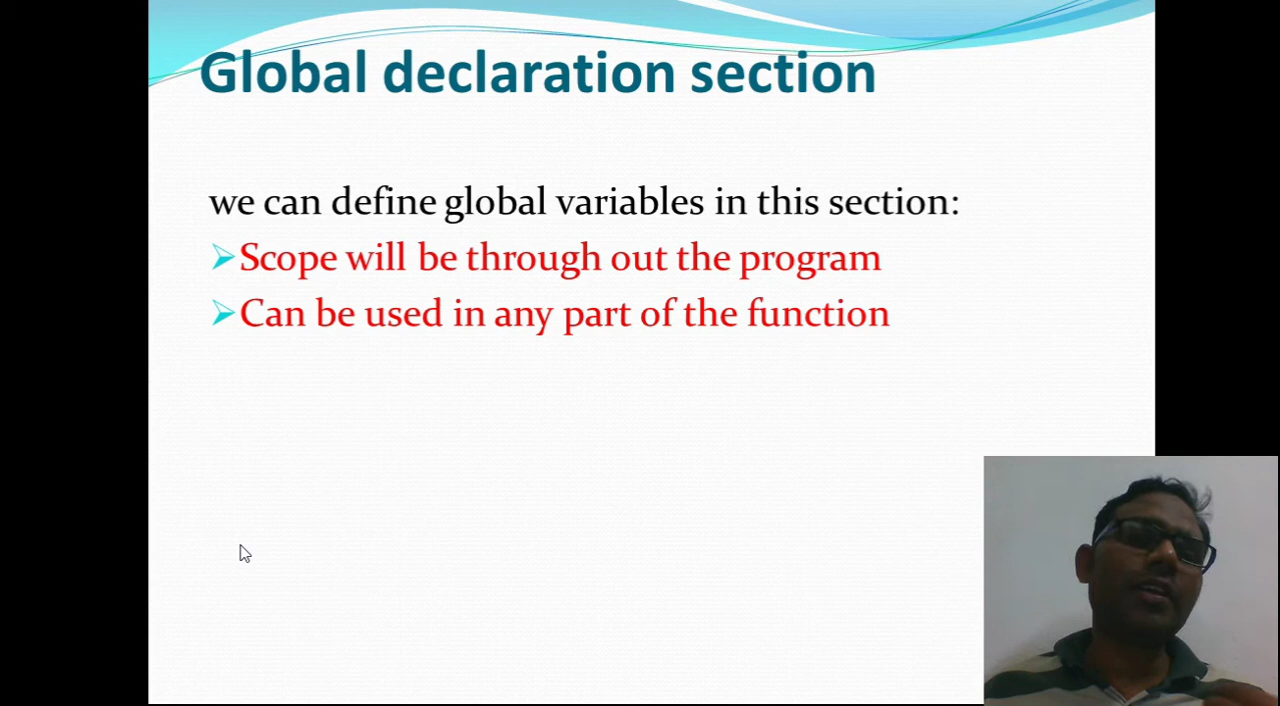 Global declaration section
we can define global variables in this section:
Scope will be through out the program
Can be used in any part of the function